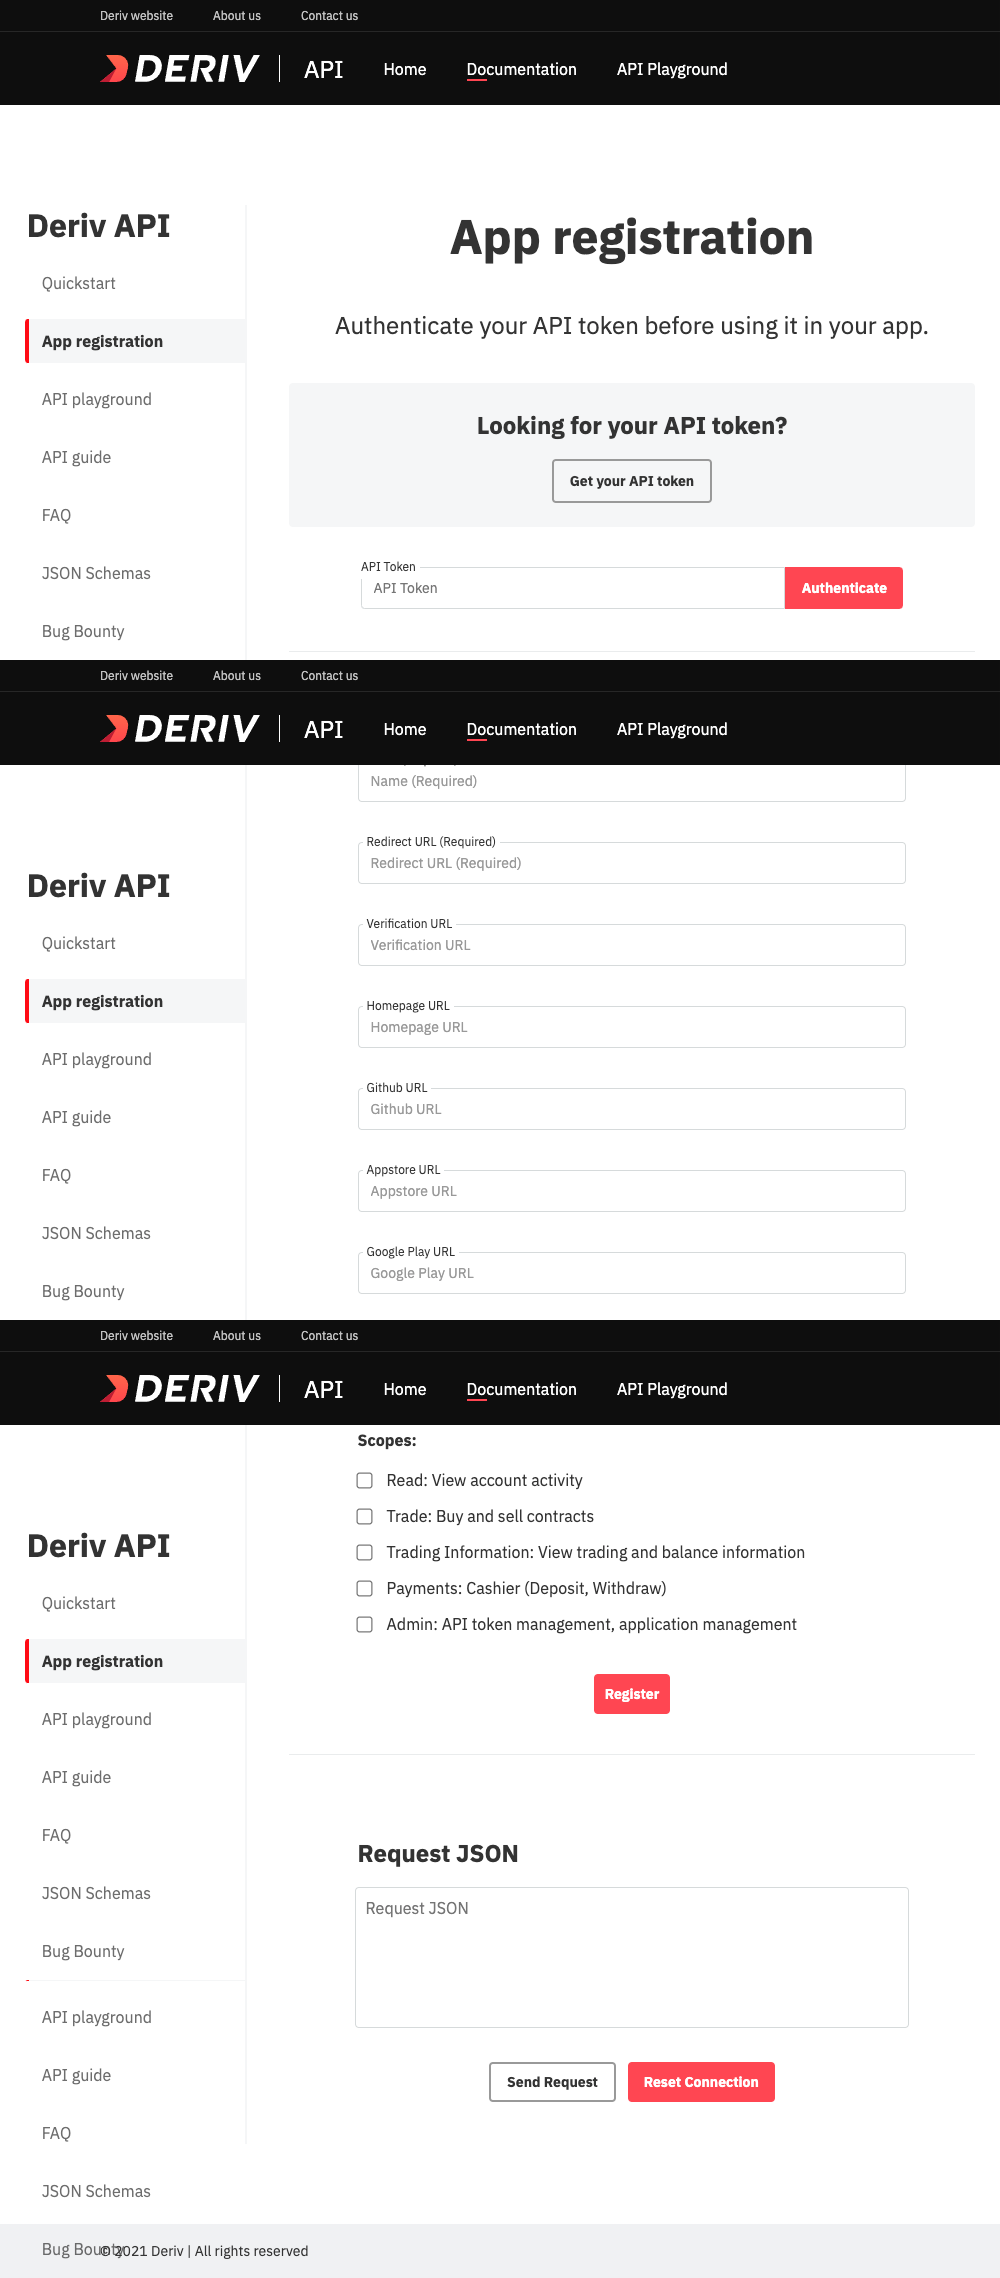 Deriv website About us Contact us
DERIV API Home Documentation API Playground
Deriv API
Quickstart
App registration
API playground
API guide
FAQ
JSON Schemas
Bug Bounty
App registration
Authenticate your API token before using it in your app.
Looking for your API token?
Get your API token
API Token
API Token Authenticate
Deriv website About us Contact us
DERIV API Home Documentation API Playground
Deriv API
Quickstart
App registration
API playground
API guide
FAQ
JSON Schemas
Bug Bounty
Name (Required)
Redirect URL (Required)
Redirect URL (Required)
Verification URL
Verification URL
Homepage URL
Homepage URL
Github URL
Github URL
Appstore URL
Appstore URL
Google Play URL
Google Play URL
Deriv website About us Contact us
DERIV API Home Documentation API Playground
Deriv API
Quickstart
App registration
API playground
API guide
FAQ
JSON Schemas
Bug Bounty
API playground
API guide
FAQ
JSON Schemas
Bug Bounty
Scopes:
Read: View account activity
Trade: Buy and sell contracts
Trading Information: View trading and balance information
Payments: Cashier (Deposit, Withdraw)
Admin: API token management, application management
Register
Request JSON
Request JSON
Send Request Reset Connection
© 2021 Deriv | All rights reserved